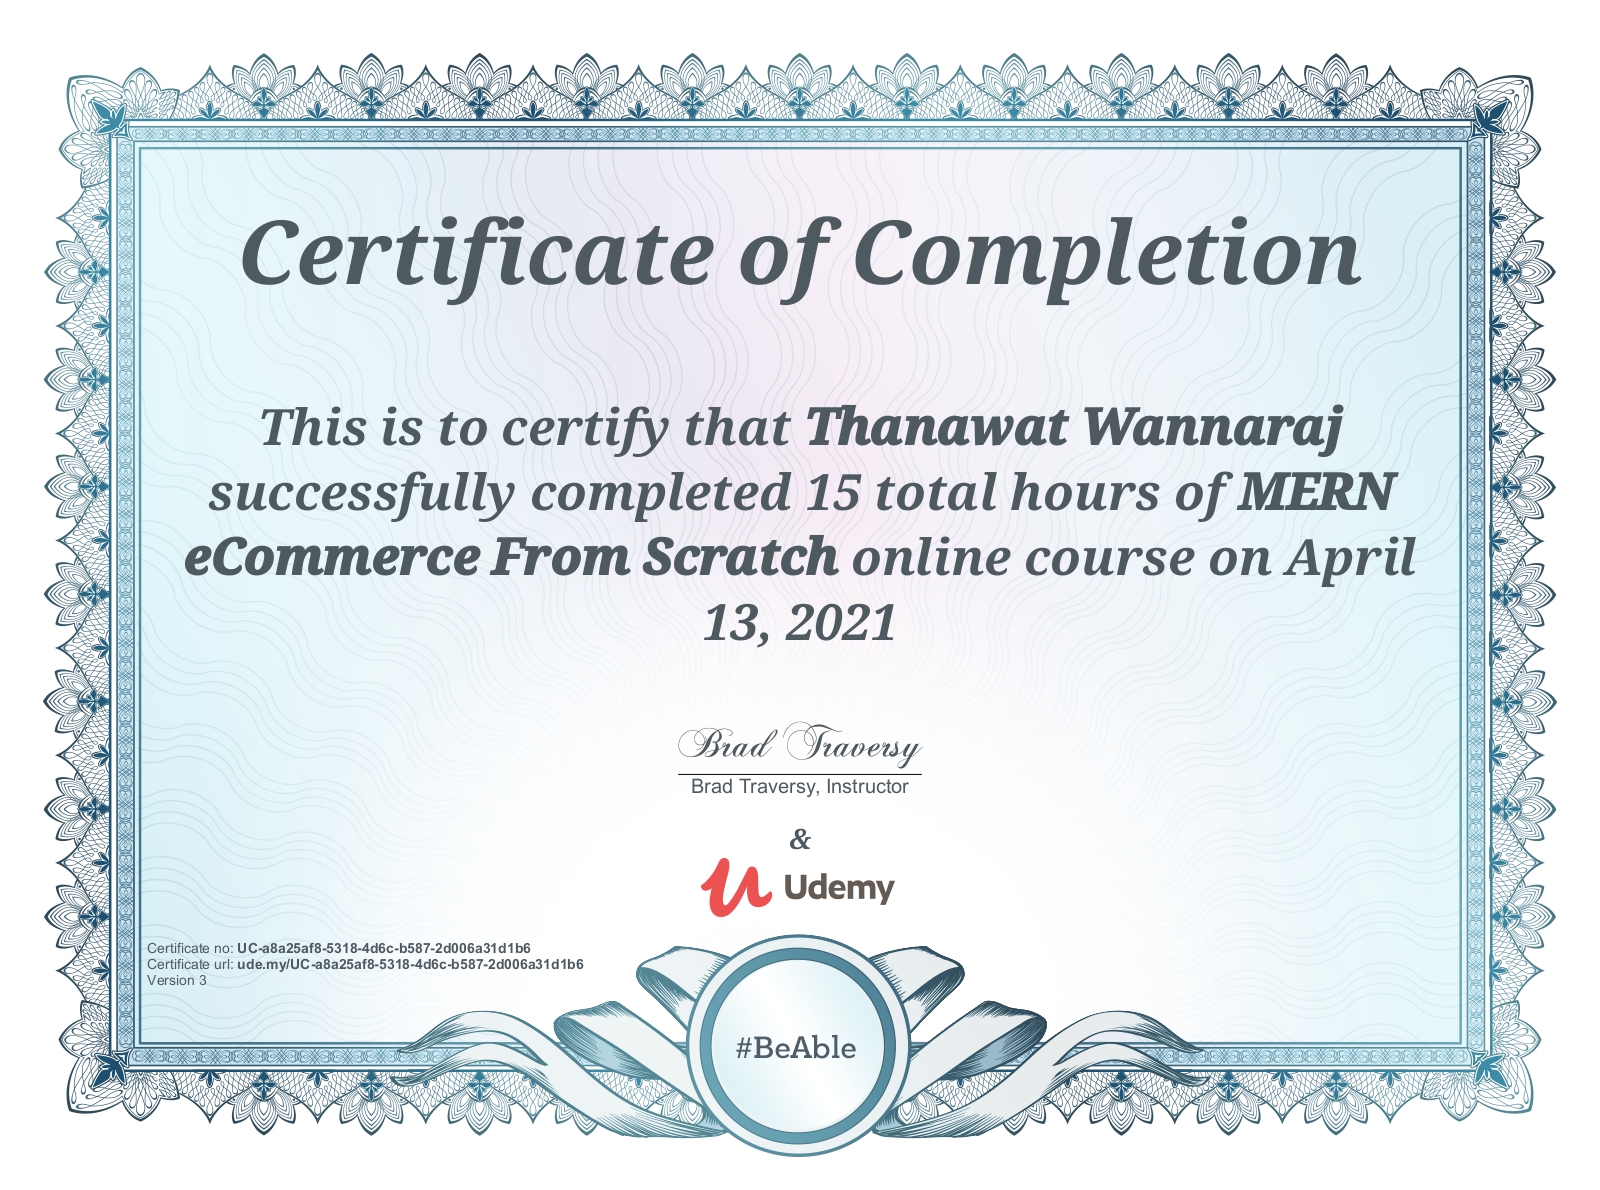 Certificate of Completion
This is to certify that Thanawat Wannaraj
successfully completed 15 total hours of MERN
eCommerce From Scratch online course on April
13, 2021
Brad Traversy
Brad Traversy, Instructor
&
Udemy
Certificate no: UC-a8a25af8-5318-4d6c-b587-2d006a31d1b6
Certificate url: ude.my/UC-a8a25af8-5318-4d6c-b587-2d006a31d1b6
Version 3
#BeAble